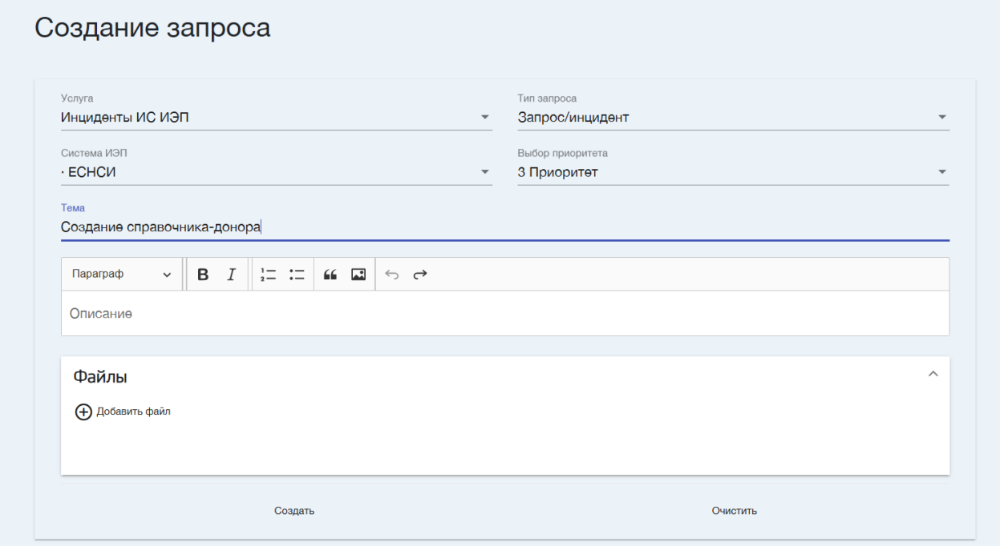 Создание запроса
Услуга
Инциденты ИС ИЭП
Тип запроса
Запрос/инцидент
Система ИЭП
· ЕСНСИ
Выбор приоритета
3 Приоритет
Тема
Создание справочника-донора
Параграф
B I
Описание
Файлы
Добавить файл
Создать
Очистить